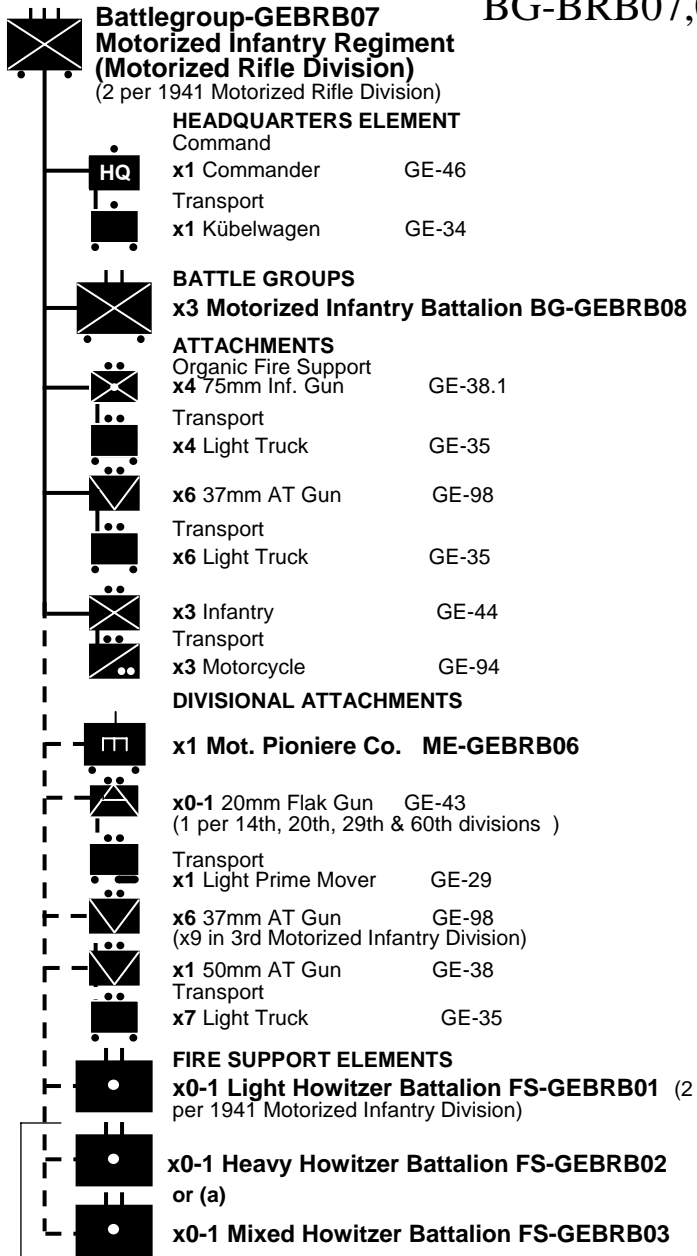 BG-BRB07,
Battlegroup-GEBRB07
Motorized Infantry Regiment
(Motorized Rifle Division)
(2 per 1941 Motorized Rifle Division)
HEADQUARTERS ELEMENT
Command
HQ x1 Commander GE-46
Transport
x1 Kübelwagen GE-34
BATTLE GROUPS
x3 Motorized Infantry Battalion BG-GEBRB08
ATTACHMENTS
Organic Fire Support
x4 75mm Inf. Gun GE-38.1
Transport
x4 Light Truck GE-35
x6 37mm AT Gun GE-98
Transport
x6 Light Truck GE-35
x3 Infantry GE-44
Transport
x3 Motorcycle GE-94
DIVISIONAL ATTACHMENTS
x1 Mot. Pioniere Co. ME-GEBRB06
x0-1 20mm Flak Gun GE-43
(1 per 14th, 20th, 29th & 60th divisions )
Transport
x1 Light Prime Mover GE-29
x6 37mm AT Gun GE-98
(x9 in 3rd Motorized Infantry Division)
x1 50mm AT Gun GE-38
Transport
x7 Light Truck GE-35
FIRE SUPPORT ELEMENTS
x0-1 Light Howitzer Battalion FS-GEBRB01 (2
per 1941 Motorized Infantry Division)
x0-1 Heavy Howitzer Battalion FS-GEBRB02
or (a)
x0-1 Mixed Howitzer Battalion FS-GEBRB03